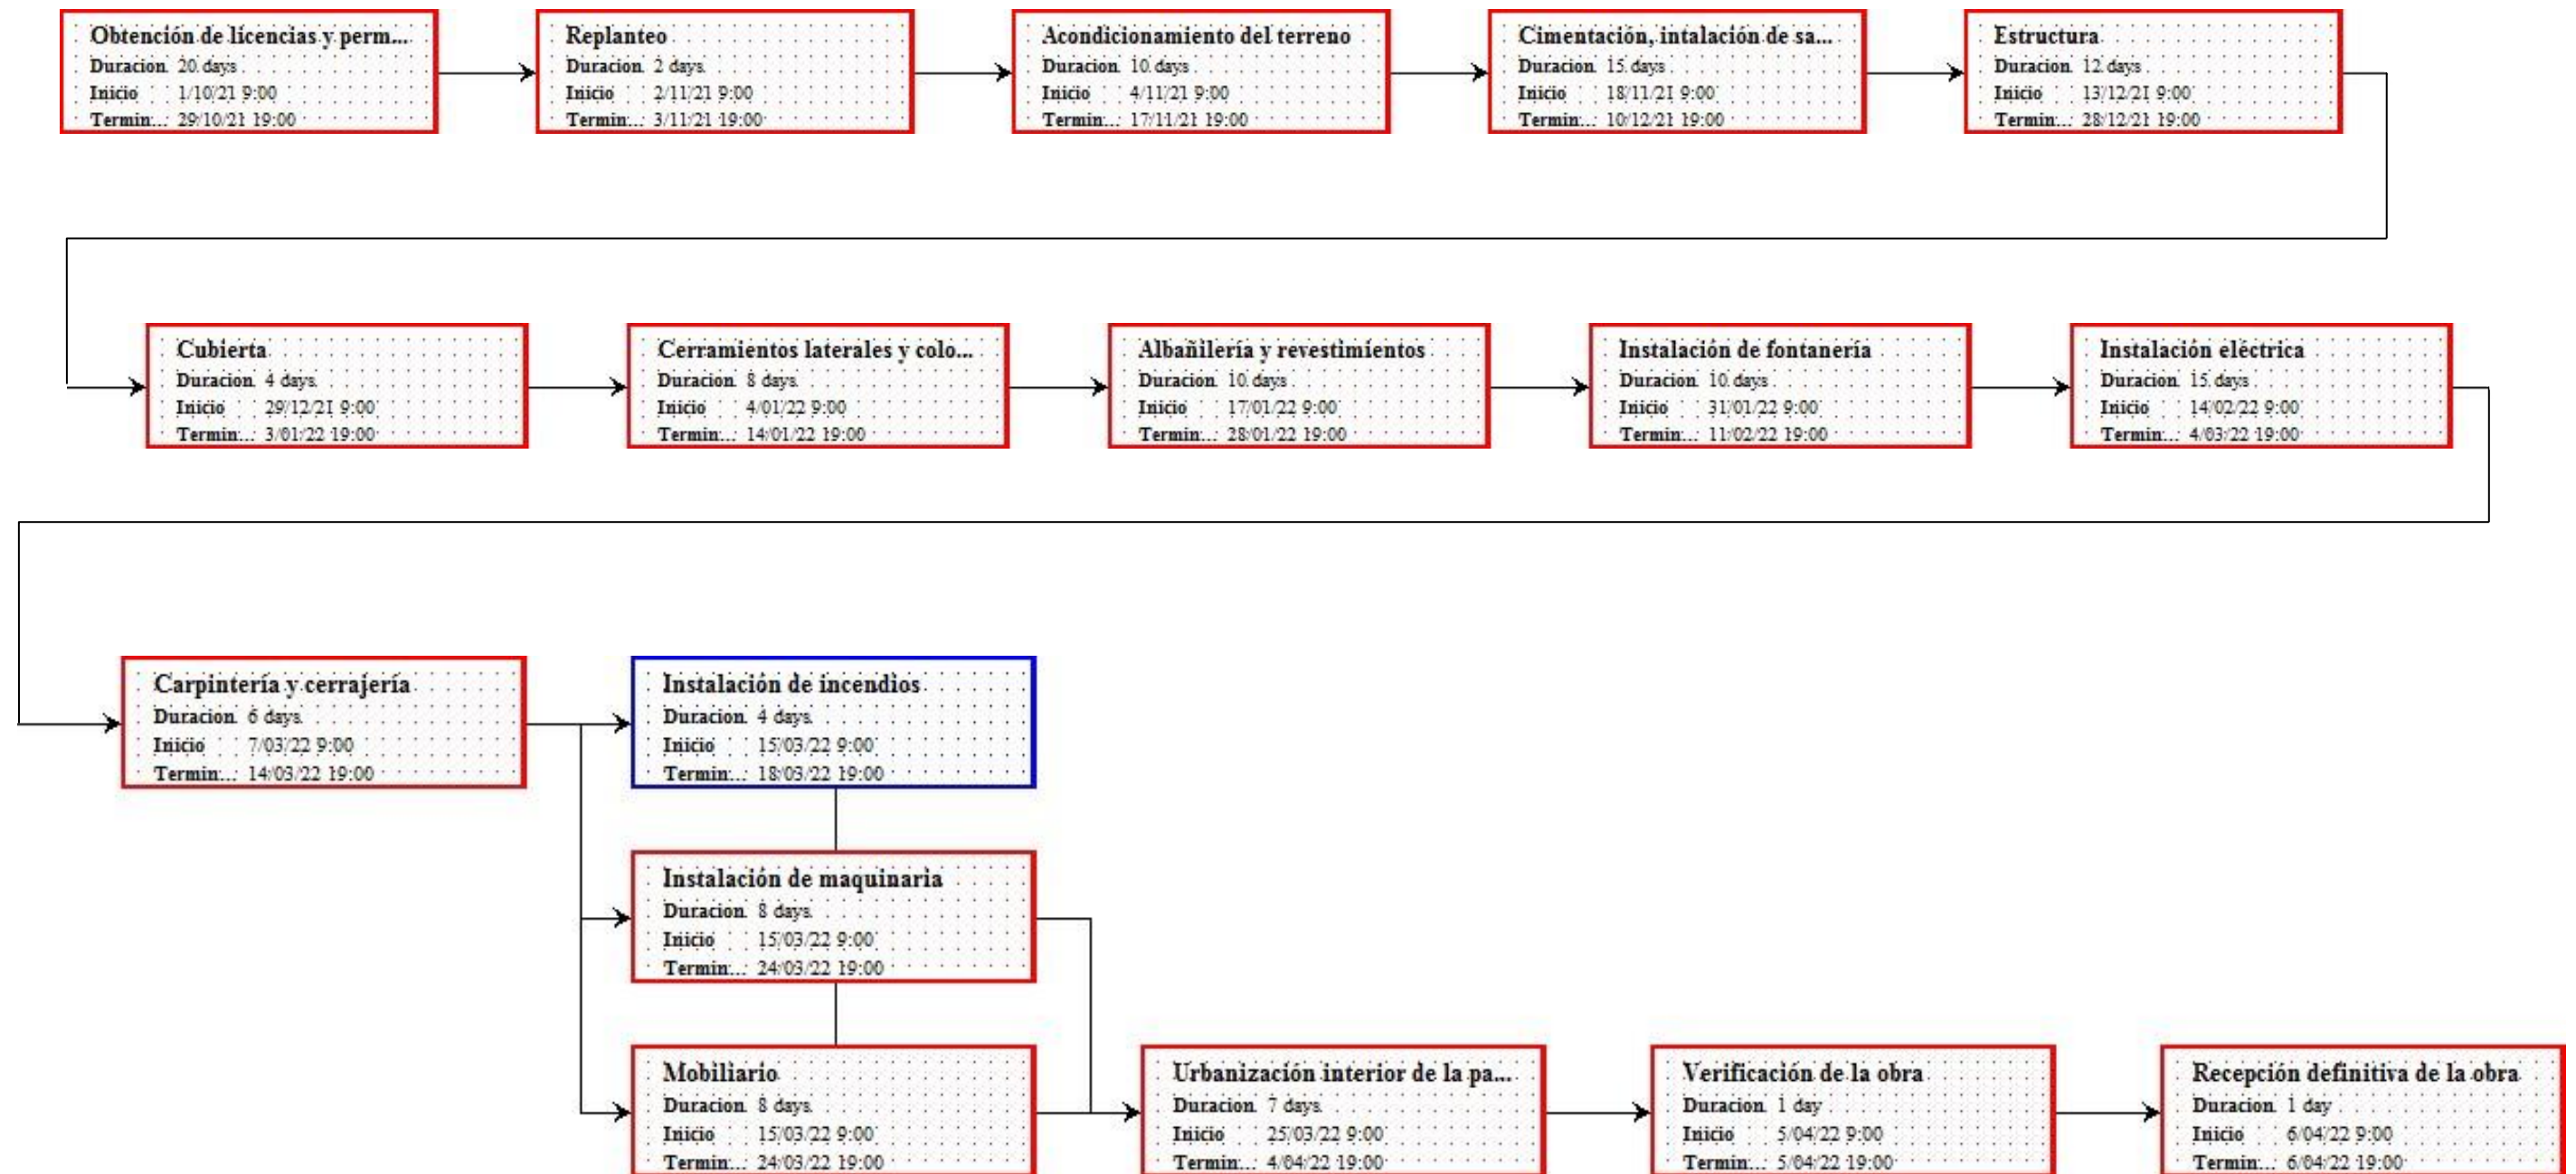 Obtención de licencias y perm...
Duracion 20 days
Inicio 1/10/21 9:00
Termin... 29/10/21 19:00
Replanteo
Duracion 2 days
Inicio 2/11/21 9:00
Termin... 3/11/21 19:00
Acondicionamiento del terreno
Duracion 10 days
Inicio 4/11/21 9:00
Termin... 17/11/21 19:00
Cimentación, intalación de sa...
Duracion 15 days
Inicio 18/11/21 9:00
Termin... 10/12/21 19:00
Estructura
Duracion 12 days
Inicio 13/12/21 9:00
Termin... 28/12/21 19:00
Cubierta
Duracion 4 days
Inicio 29/12/21 9:00
Termin... 3/01/22 19:00
Cerramientos laterales y colo...
Duracion 8 days
Inicio 4/01/22 9:00
Termin... 14/01/22 19:00
Albañilería y revestimientos
Duracion 10 days
Inicio 17/01/22 9:00
Termin... 28/01/22 19:00
Instalación de fontanería
Duracion 10 days
Inicio 31/01/22 9:00
Termin... 11/02/22 19:00
Instalación eléctrica
Duracion 15 days
Inicio 14/02/22 9:00
Termin... 4/03/22 19:00
Carpintería y cerrajería
Duracion 6 days
Inicio 7/03/22 9:00
Termin... 14/03/22 19:00
Instalación de incendios
Duracion 4 days
Inicio 15/03/22 9:00
Termin... 18/03/22 19:00
Instalación de maquinaria
Duracion 8 days
Inicio 15/03/22 9:00
Termin... 24/03/22 19:00
Mobiliario
Duracion 8 days
Inicio 15/03/22 9:00
Termin... 24/03/22 19:00
Urbanización interior de la pa...
Duracion 7 days
Inicio 25/03/22 9:00
Termin... 4/04/22 19:00
Verificación de la obra
Duracion 1 day
Inicio 5/04/22 9:00
Termin... 5/04/22 19:00
Recepción definitiva de la obra
Duracion 1 day
Inicio 6/04/22 9:00
Termin... 6/04/22 19:00